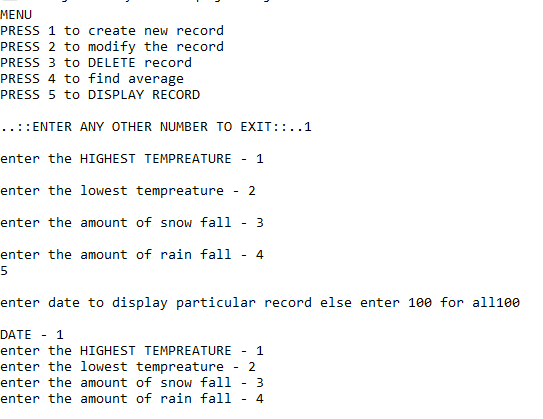 MENU
PRESS 1 to create new record
PRESS 2 to modify the record
PRESS 3 to DELETE record
PRESS 4 to find average
PRESS 5 to DISPLAY RECORD
..::ENTER ANY OTHER NUMBER TO EXIT::..1
enter the HIGHEST TEMPREATURE - 1
enter the lowest tempreature - 2
enter the amount of snow fall - 3
enter the amount of rain fall - 4
5
enter date to display particular record else enter 100 for all100
DATE - 1
enter the HIGHEST TEMPREATURE - 1
enter the lowest tempreature - 2
enter the amount of snow fall - 3
enter the amount of rain fall - 4